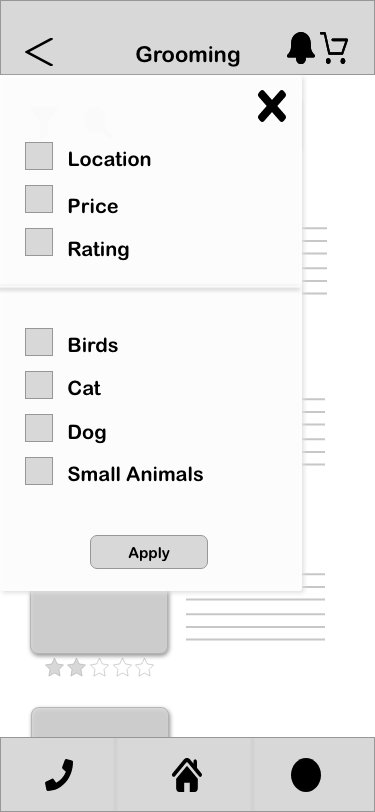 Grooming
Location
Price
Rating
Birds
Cat
Dog
Small Animals
Apply